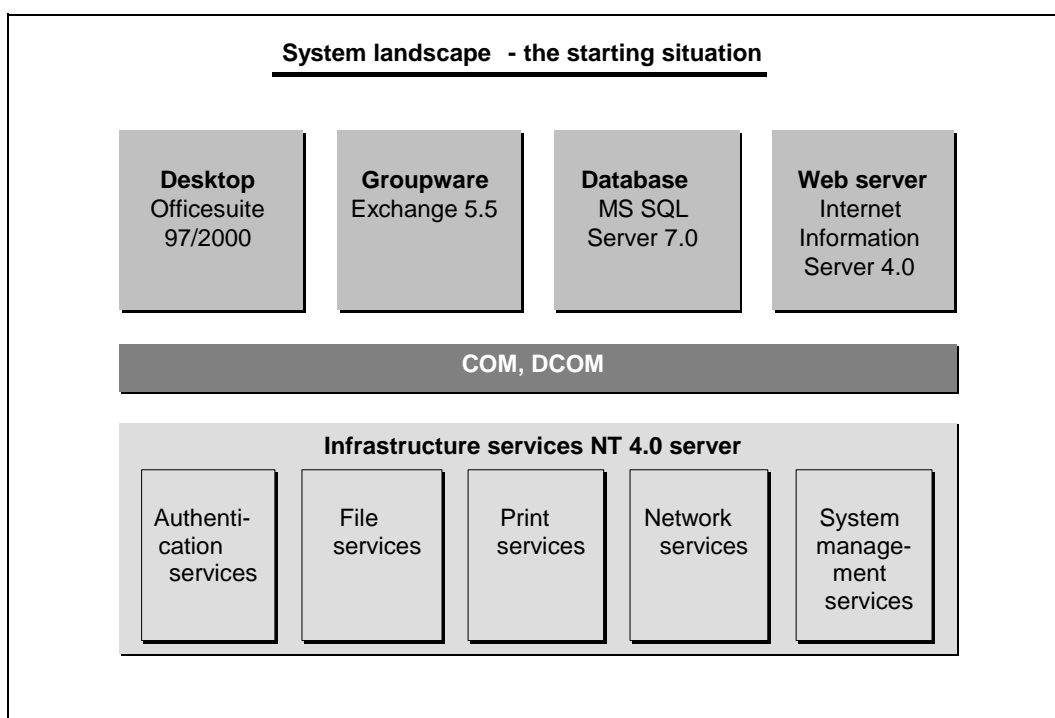 System landscape - the starting situation
Desktop
Officesuite
97/2000
Groupware
Exchange 5.5
Database
MS SQL
Server 7.0
Web server
Internet
Information
Server 4.0
COM, DCOM
Infrastructure services NT 4.0 server
Authenti-
cation
services
File
services
Print
services
Network
services
System
manage-
ment
services